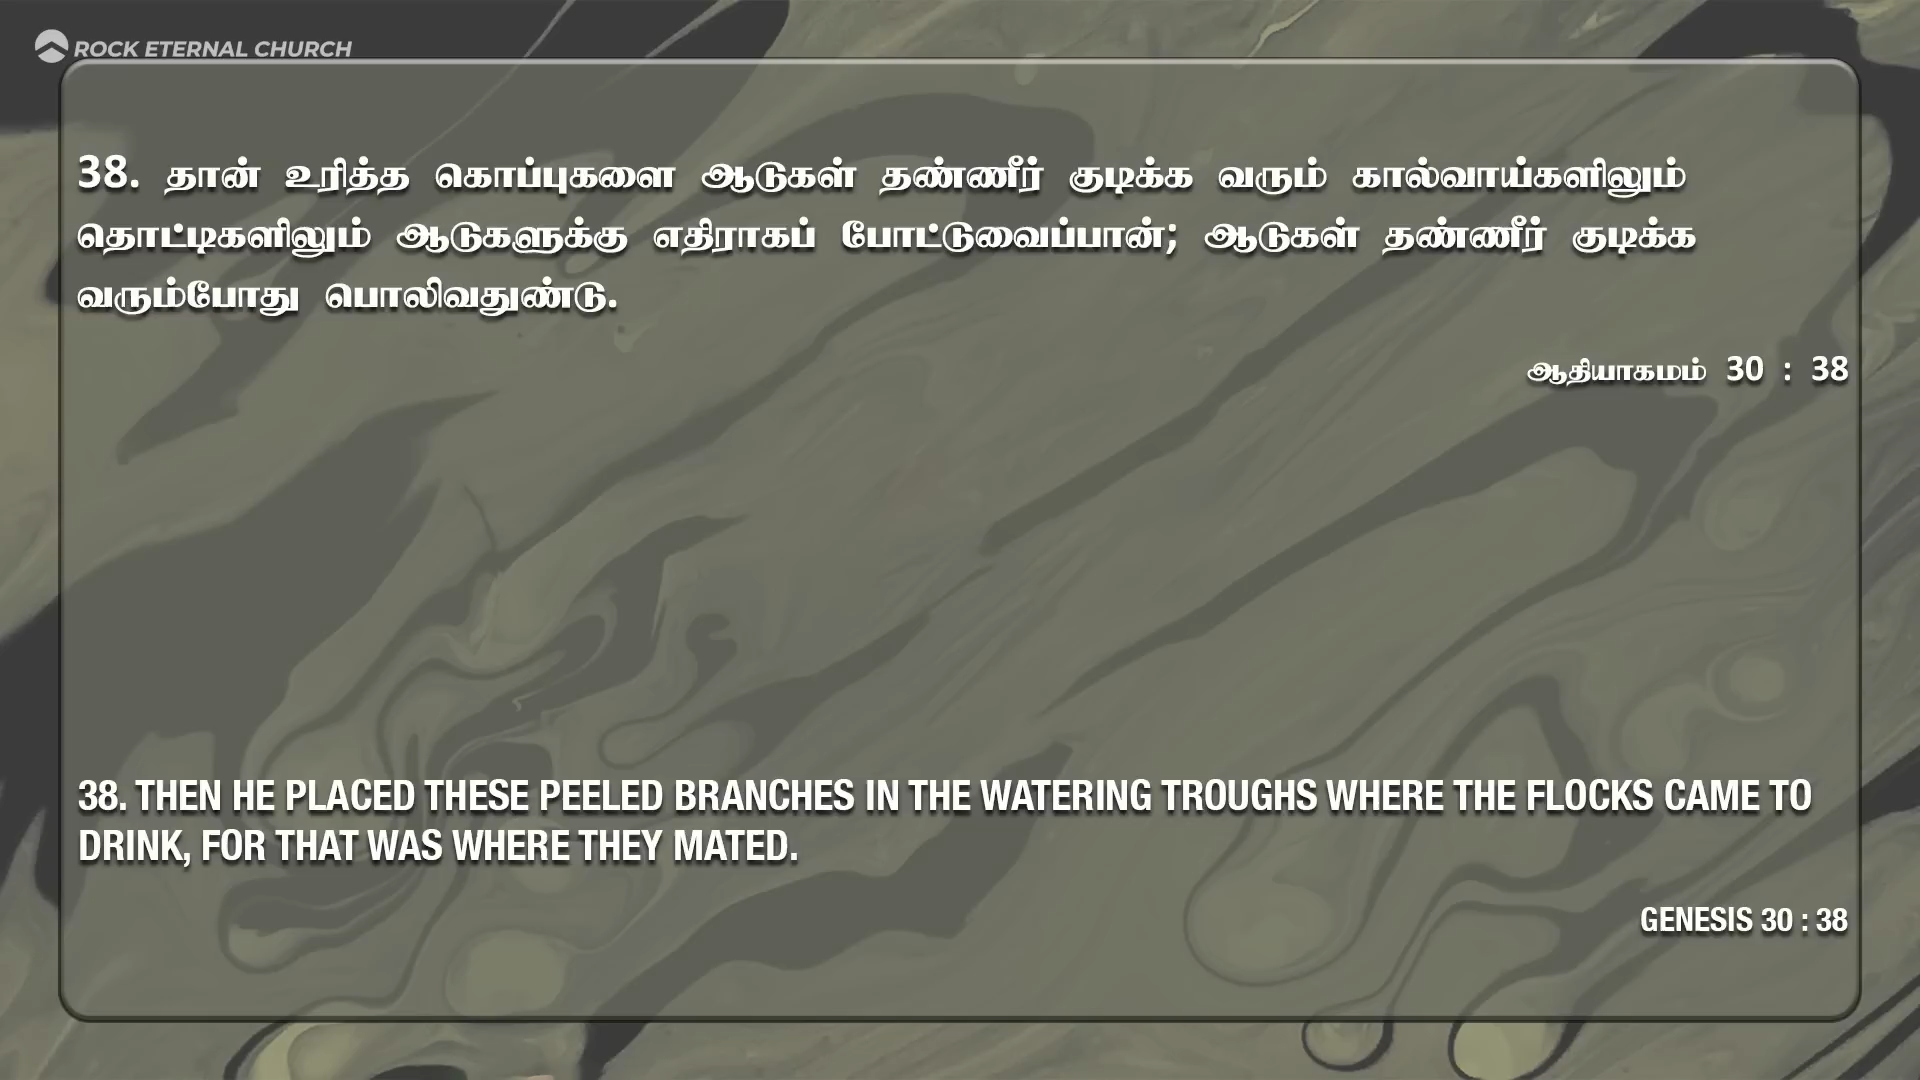 ROCK ETERNAL CHURCH
38. தான் உரித்த கொப்புகளை ஆடுகள் தண்ணீர் குடிக்க வரும் கால்வாய்களிலும்
தொட்டிகளிலும் ஆடுகளுக்கு எதிராகப் போட்டுவைப்பான்; ஆடுகள் தண்ணீர் குடிக்க
வரும்போது பொலிவதுண்டு.
ஆதியாகமம் 30 : 38
38. THEN HE PLACED THESE PEELED BRANCHES IN THE WATERING TROUGHS WHERE THE FLOCKS CAME TO
DRINK, FOR THAT WAS WHERE THEY MATED.
GENESIS 30 : 38